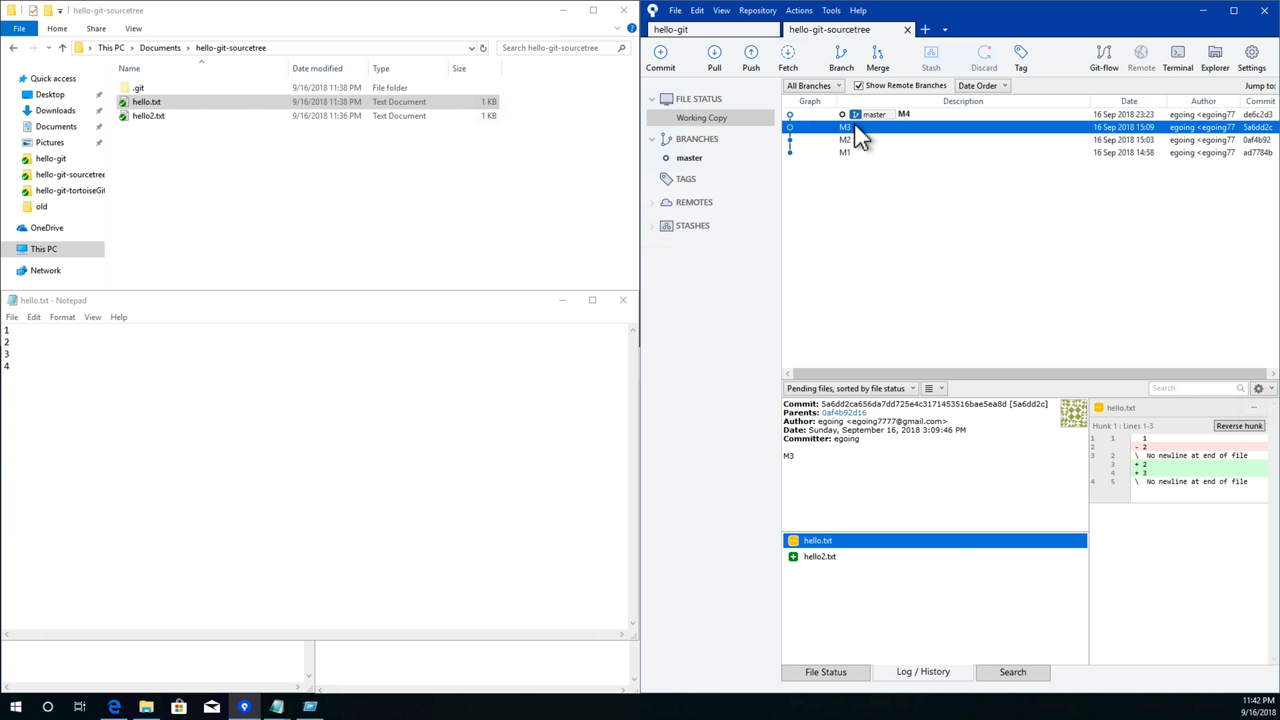 hello-git-sourcetree
File Home Share View
This PC Documents hello-git-sourcetree
Search hello-git-sourcetree
Name Date modified Type Size
Quick access
Desktop
Downloads
Documents
Pictures
hello-git
hello-git-sourcetre
hello-git-tortoiseGit
old
OneDrive
This PC
Network
.git 9/16/2018 11:38 PM File folder
hello.txt 9/16/2018 11:38 PM Text Document 1 KB
hello2.txt 9/16/2018 11:38 PM Text Document 1 KB
hello.txt - Notepad
File Edit Format View Help
1
2
3
4
File Edit View Repository Actions Tools Help
hello-git hello-git-sourcetree
Commit Pull Push Fetch Branch Merge Stash Discard Tag Git-flow Remote Terminal Explorer Settings
FILE STATUS
Working Copy
BRANCHES
master
TAGS
REMOTES
STASHES
All Branches Show Remote Branches Date Order Jump to:
Graph Description Date Author Commit
master M4 16 Sep 2018 23:23 egoing <egoing77 de6c2d3
M3 16 Sep 2018 15:09 egoing <egoing77 5a6dd2c
M2 16 Sep 2018 15:03 egoing <egoing77 0af4b92
M1 16 Sep 2018 14:58 egoing <egoing77 ad7784b
Pending files, sorted by file status Search
Commit: 5a6dd2ca656da7dd725e4c3171453516bae5ea8d [5a6dd2c]
Parents: 0af4b92d16
Author: egoing <egoing7777@gmail.com>
Date: Sunday, September 16, 2018 3:09:46 PM
Committer: egoing
M3
hello.txt
hello2.txt
hello.txt
Hunk 1 : Lines 1-3 Reverse hunk
1 1 1
2 - 2
3 2 \ No newline at end of file
3 + 2
4 + 3
4 5 \ No newline at end of file
File Status Log / History Search
11:42 PM
9/16/2018